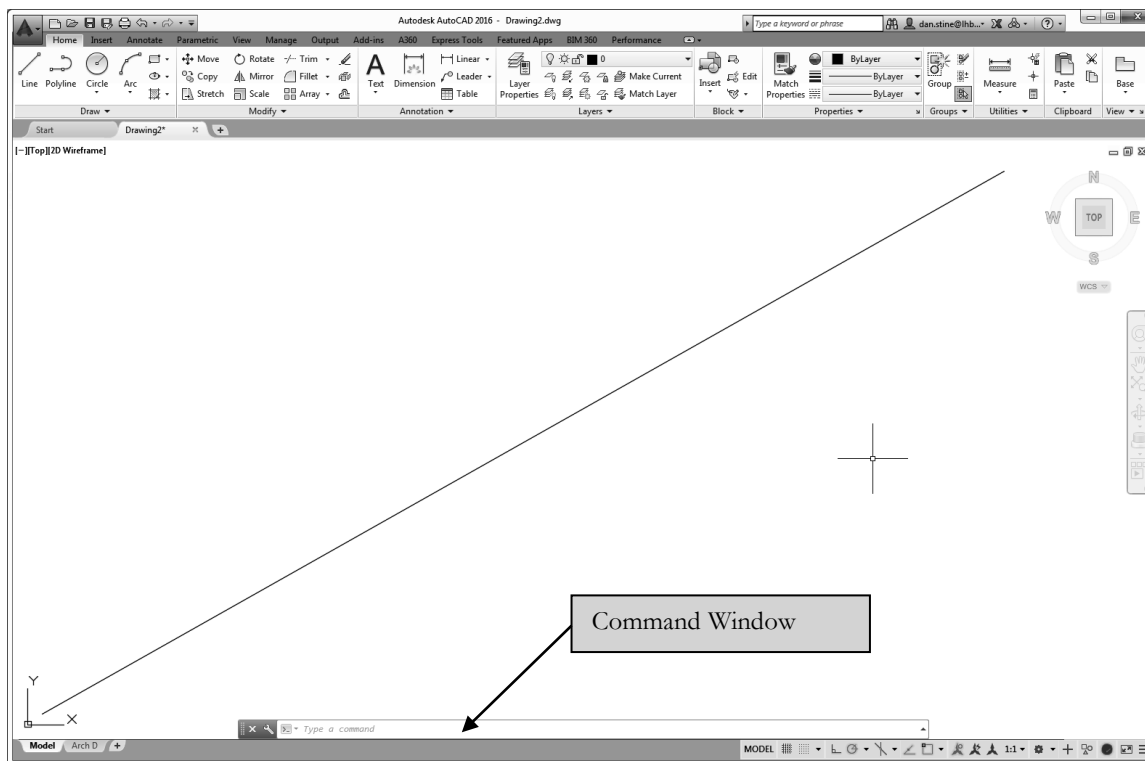 Autodesk AutoCAD 2016 - Drawing2.dwg
Type a keyword or phrase
dan.stine@lhb...
Home Insert Annotate Parametric View Manage Output Add-ins A360 Express Tools Featured Apps BIM 360 Performance
Line Polyline Circle Arc
Move Rotate Trim
Copy Mirror Fillet
Stretch Scale Array
Text Dimension
Linear
Leader
Table
Layer Properties
0
Make Current
Match Layer
Insert
Edit
Match Properties
ByLayer
ByLayer
ByLayer
Group
Measure
Paste
Base
Draw Modify Annotation Layers Block Properties Groups Utilities Clipboard View
Start Drawing2*
[−][Top][2D Wireframe]
N
W TOP E
S
WCS
Command Window
Y
X
Type a command
Model Arch D
MODEL 1:1